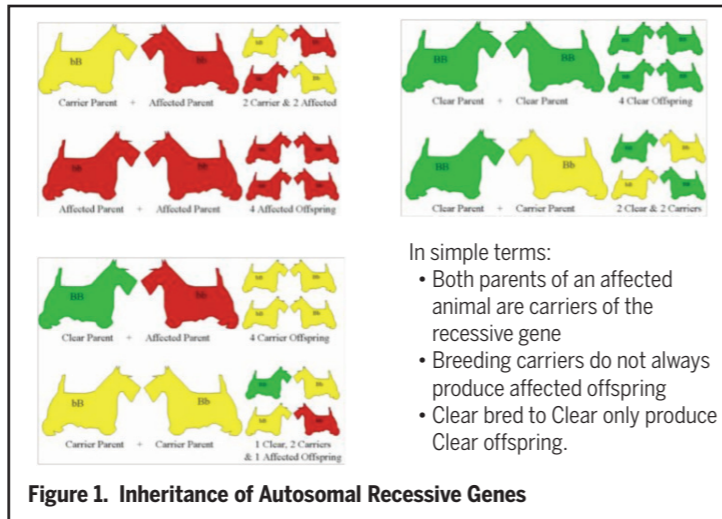 bB
Bb
Carrier Parent + Affected Parent
2 Carrier & 2 Affected
bb
bb
Affected Parent + Affected Parent
4 Affected Offspring
BB
BB
Clear Parent + Clear Parent
4 Clear Offspring
BB
Bb
Clear Parent + Carrier Parent
2 Clear & 2 Carriers
BB
bb
Clear Parent + Affected Parent
4 Carrier Offspring
bB
Bb
Carrier Parent + Carrier Parent
1 Clear, 2 Carriers
& 1 Affected Offspring
In simple terms:
• Both parents of an affected
animal are carriers of the
recessive gene
• Breeding carriers do not always
produce affected offspring
• Clear bred to Clear only produce
Clear offspring.
Figure 1. Inheritance of Autosomal Recessive Genes